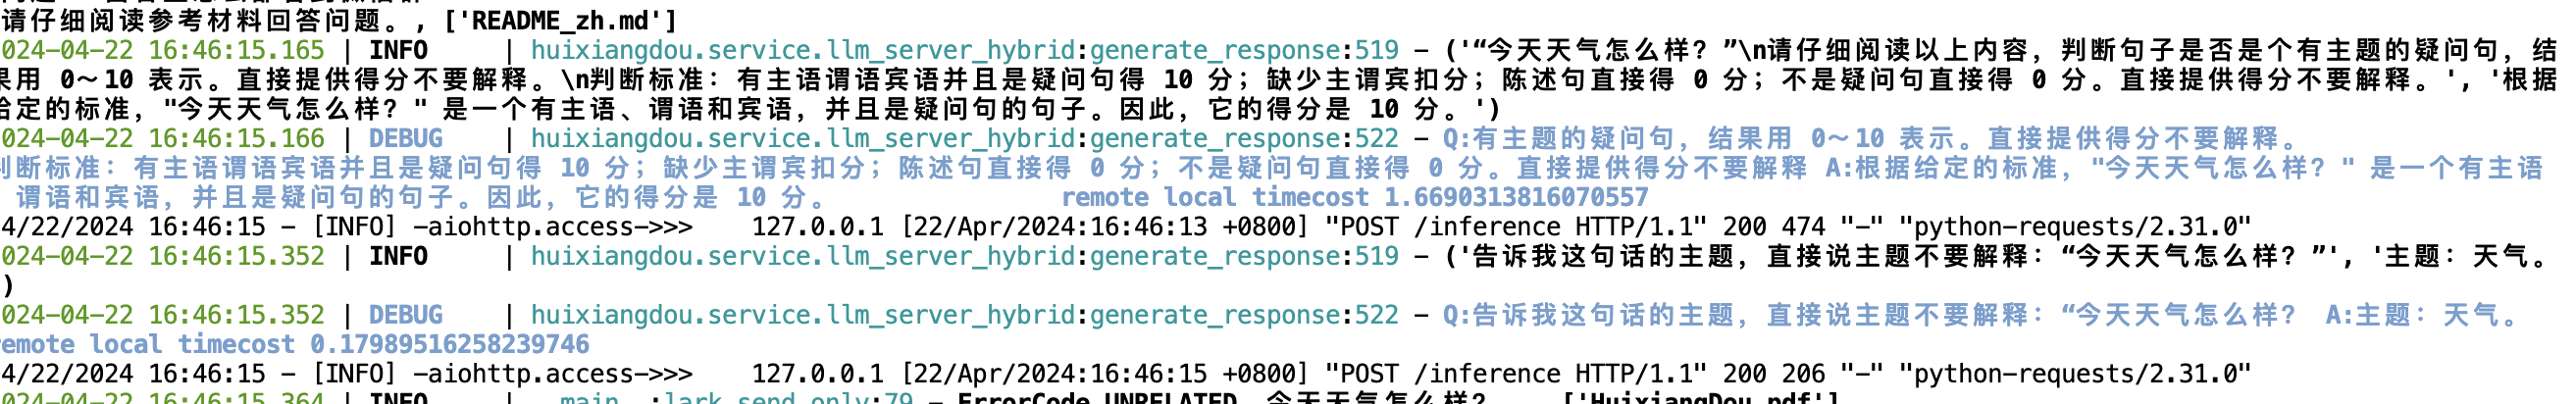 请仔细阅读参考材料回答问题。, ['README_zh.md']
024-04-22 16:46:15.165 | INFO     | huixiangdou.service.llm_server_hybrid:generate_response:519 - ('“今天天气怎么样？”\n请仔细阅读以上内容，判断句子是否是个有主题的疑问句，结
果用 0～10 表示。直接提供得分不要解释。\n判断标准：有主语谓语宾语并且是疑问句得 10 分；缺少主谓宾扣分；陈述句直接得 0 分；不是疑问句直接得 0 分。直接提供得分不要解释。', '根据
给定的标准，"今天天气怎么样？" 是一个有主语、谓语和宾语，并且是疑问句的句子。因此，它的得分是 10 分。')
024-04-22 16:46:15.166 | DEBUG    | huixiangdou.service.llm_server_hybrid:generate_response:522 - Q:有主题的疑问句，结果用 0～10 表示。直接提供得分不要解释。
判断标准：有主语谓语宾语并且是疑问句得 10 分；缺少主谓宾扣分；陈述句直接得 0 分；不是疑问句直接得 0 分。直接提供得分不要解释 A:根据给定的标准，"今天天气怎么样？" 是一个有主语
谓语和宾语，并且是疑问句的句子。因此，它的得分是 10 分。 remote local timecost 1.6690313816070557
4/22/2024 16:46:15 - [INFO] -aiohttp.access->>>    127.0.0.1 [22/Apr/2024:16:46:13 +0800] "POST /inference HTTP/1.1" 200 474 "-" "python-requests/2.31.0"
024-04-22 16:46:15.352 | INFO     | huixiangdou.service.llm_server_hybrid:generate_response:519 - ('告诉我这句话的主题，直接说主题不要解释：“今天天气怎么样？”', '主题：天气。
)
024-04-22 16:46:15.352 | DEBUG    | huixiangdou.service.llm_server_hybrid:generate_response:522 - Q:告诉我这句话的主题，直接说主题不要解释：“今天天气怎么样？ A:主题：天气。
remote local timecost 0.17989516258239746
4/22/2024 16:46:15 - [INFO] -aiohttp.access->>>    127.0.0.1 [22/Apr/2024:16:46:15 +0800] "POST /inference HTTP/1.1" 200 206 "-" "python-requests/2.31.0"
024-04-22 16:46:15.364 | INFO     | __main__:lark_send_only:79 - ErrorCode.UNRELATED, 今天天气怎么样？, ['HuixiangDou.pdf']